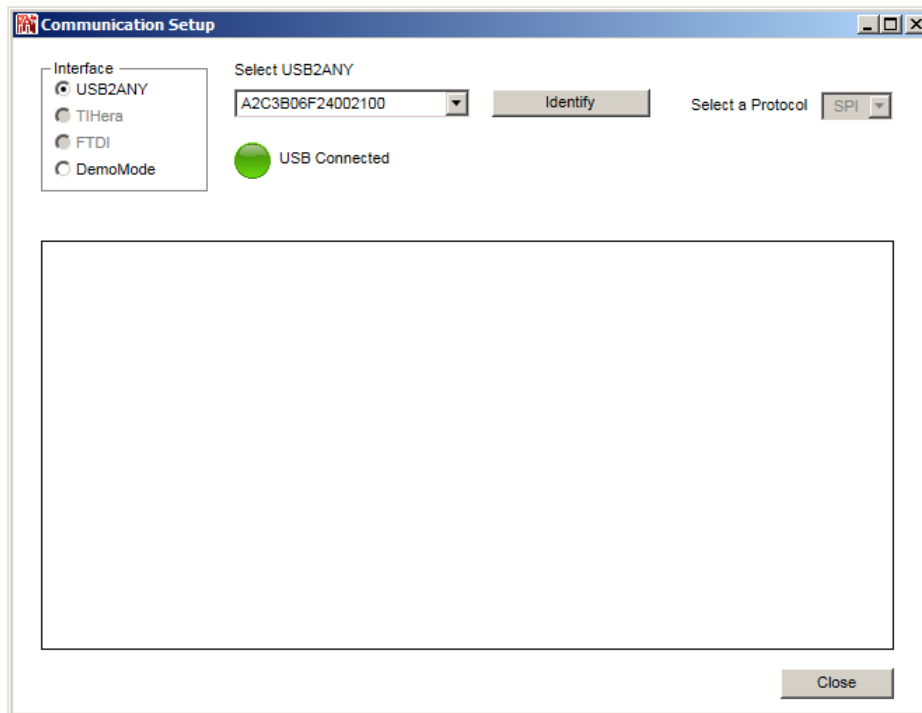 Communication Setup
Interface
USB2ANY
TIHera
FTDI
DemoMode
Select USB2ANY
A2C3B06F24002100
Identify
Select a Protocol
SPI
USB Connected
Close